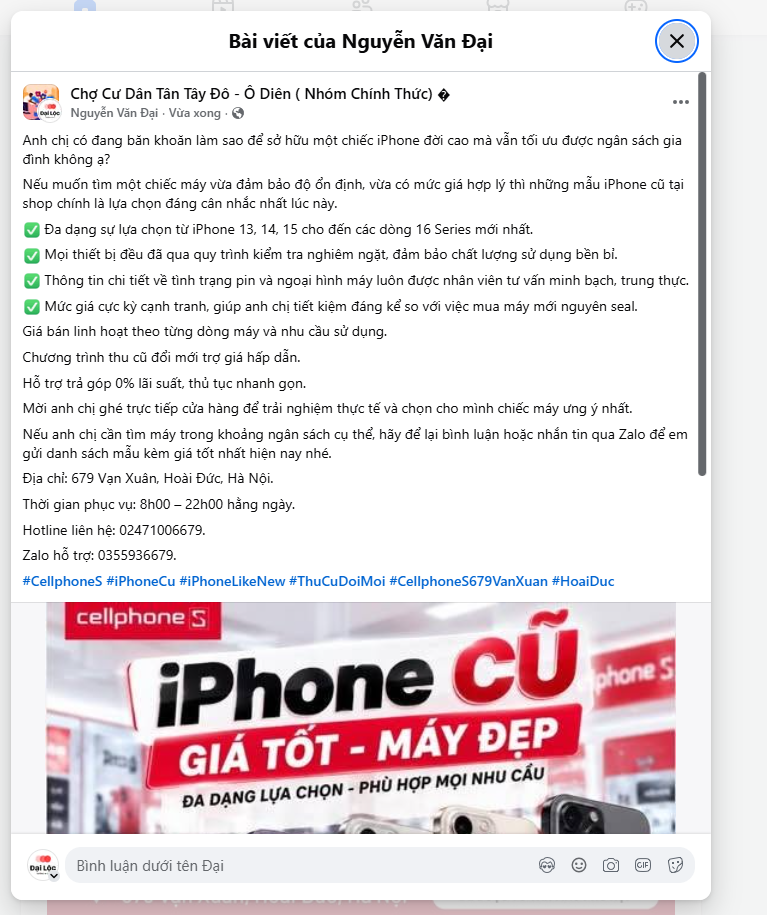 Bài viết của Nguyễn Văn Đại
Chợ Cư Dân Tân Tây Đô - Ô Diên ( Nhóm Chính Thức) �
Nguyễn Văn Đại · Vừa xong ·
Anh chị có đang băn khoăn làm sao để sở hữu một chiếc iPhone đời cao mà vẫn tối ưu được ngân sách gia
đình không ạ?
Nếu muốn tìm một chiếc máy vừa đảm bảo độ ổn định, vừa có mức giá hợp lý thì những mẫu iPhone cũ tại
shop chính là lựa chọn đáng cân nhắc nhất lúc này.
✅ Đa dạng sự lựa chọn từ iPhone 13, 14, 15 cho đến các dòng 16 Series mới nhất.
✅ Mọi thiết bị đều đã qua quy trình kiểm tra nghiêm ngặt, đảm bảo chất lượng sử dụng bền bỉ.
✅ Thông tin chi tiết về tình trạng pin và ngoại hình máy luôn được nhân viên tư vấn minh bạch, trung thực.
✅ Mức giá cực kỳ cạnh tranh, giúp anh chị tiết kiệm đáng kể so với việc mua máy mới nguyên seal.
Giá bán linh hoạt theo từng dòng máy và nhu cầu sử dụng.
Chương trình thu cũ đổi mới trợ giá hấp dẫn.
Hỗ trợ trả góp 0% lãi suất, thủ tục nhanh gọn.
Mời anh chị ghé trực tiếp cửa hàng để trải nghiệm thực tế và chọn cho mình chiếc máy ưng ý nhất.
Nếu anh chị cần tìm máy trong khoảng ngân sách cụ thể, hãy để lại bình luận hoặc nhắn tin qua Zalo để em
gửi danh sách mẫu kèm giá tốt nhất hiện nay nhé.
Địa chỉ: 679 Vạn Xuân, Hoài Đức, Hà Nội.
Thời gian phục vụ: 8h00 – 22h00 hằng ngày.
Hotline liên hệ: 02471006679.
Zalo hỗ trợ: 0355936679.
#CellphoneS #iPhoneCu #iPhoneLikeNew #ThuCuDoiMoi #CellphoneS679VanXuan #HoaiDuc
cellphoneS
iPhone CŨ
phone S
GIÁ TỐT - MÁY ĐẸP
ĐA DẠNG LỰA CHỌN - PHÙ HỢP MỌI NHU CẦU
ĐẠI LỘC
Bình luận dưới tên Đại
GIF